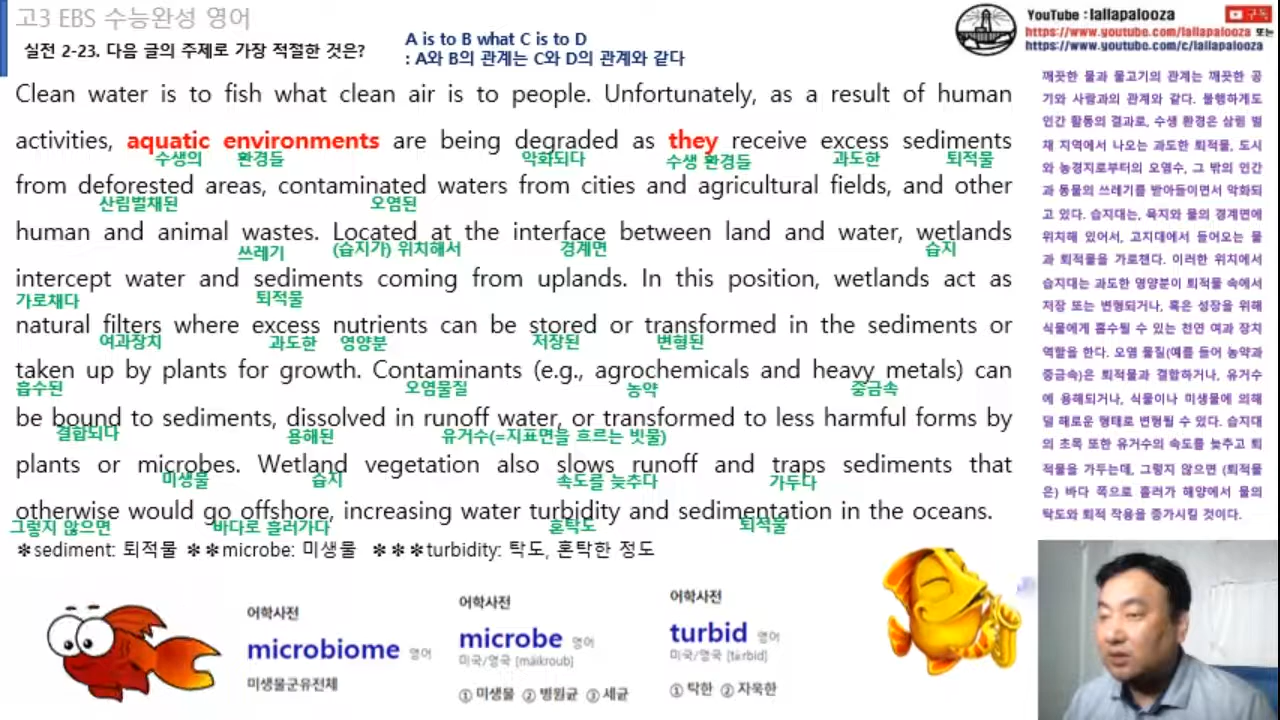 고3 EBS 수능완성 영어
실전 2-23. 다음 글의 주제로 가장 적절한 것은?
A is to B what C is to D
: A와 B의 관계는 C와 D의 관계와 같다
YouTube : lallapalooza
구독
https://www.youtube.com/lallapalooza 또는
https://www.youtube.com/c/lallapalooza
Clean water is to fish what clean air is to people. Unfortunately, as a result of human
activities, aquatic environments are being degraded as they receive excess sediments
수생의 환경들 악화되다 수생 환경들 과도한 퇴적물
from deforested areas, contaminated waters from cities and agricultural fields, and other
산림벌채된 오염된
human and animal wastes. Located at the interface between land and water, wetlands
쓰레기 (습지가) 위치해서 경계면 습지
intercept water and sediments coming from uplands. In this position, wetlands act as
가로채다 퇴적물
natural filters where excess nutrients can be stored or transformed in the sediments or
여과장치 과도한 영양분 저장된 변형된
taken up by plants for growth. Contaminants (e.g., agrochemicals and heavy metals) can
흡수된 오염물질 농약 중금속
be bound to sediments, dissolved in runoff water, or transformed to less harmful forms by
결합되다 용해된 유거수(=지표면을 흐르는 빗물)
plants or microbes. Wetland vegetation also slows runoff and traps sediments that
미생물 습지 속도를 늦추다 가두다
otherwise would go offshore, increasing water turbidity and sedimentation in the oceans.
그렇지 않으면 바다로 흘러가다 혼탁도 퇴적물
＊sediment: 퇴적물 ＊＊microbe: 미생물 ＊＊＊turbidity: 탁도, 혼탁한 정도
깨끗한 물과 물고기의 관계는 깨끗한 공
기와 사람과의 관계와 같다. 불행하게도
인간 활동의 결과로, 수생 환경은 삼림 벌
채 지역에서 나오는 과도한 퇴적물, 도시
와 농경지로부터의 오염수, 그 밖의 인간
과 동물의 쓰레기를 받아들이면서 악화되
고 있다. 습지대는, 육지와 물의 경계면에
위치해 있어서, 고지대에서 들어오는 물
과 퇴적물을 가로챈다. 이러한 위치에서
습지대는 과도한 영양분이 퇴적물 속에서
저장 또는 변형되거나, 혹은 성장을 위해
식물에게 흡수될 수 있는 천연 여과 장치
역할을 한다. 오염 물질(예를 들어 농약과
중금속)은 퇴적물과 결합하거나, 유거수
에 용해되거나, 식물이나 미생물에 의해
덜 해로운 형태로 변형될 수 있다. 습지대
의 초목 또한 유거수의 속도를 늦추고 퇴
적물을 가두는데, 그렇지 않으면 (퇴적물
은) 바다 쪽으로 흘러가 해양에서 물의
탁도와 퇴적 작용을 증가시킬 것이다.
어학사전
microbiome 영어
미생물군유전체
어학사전
microbe 영어
미국/영국 [máikroub]
① 미생물 ② 병원균 ③ 세균
어학사전
turbid 영어
미국/영국 [tə́ːrbid]
① 탁한 ② 자욱한